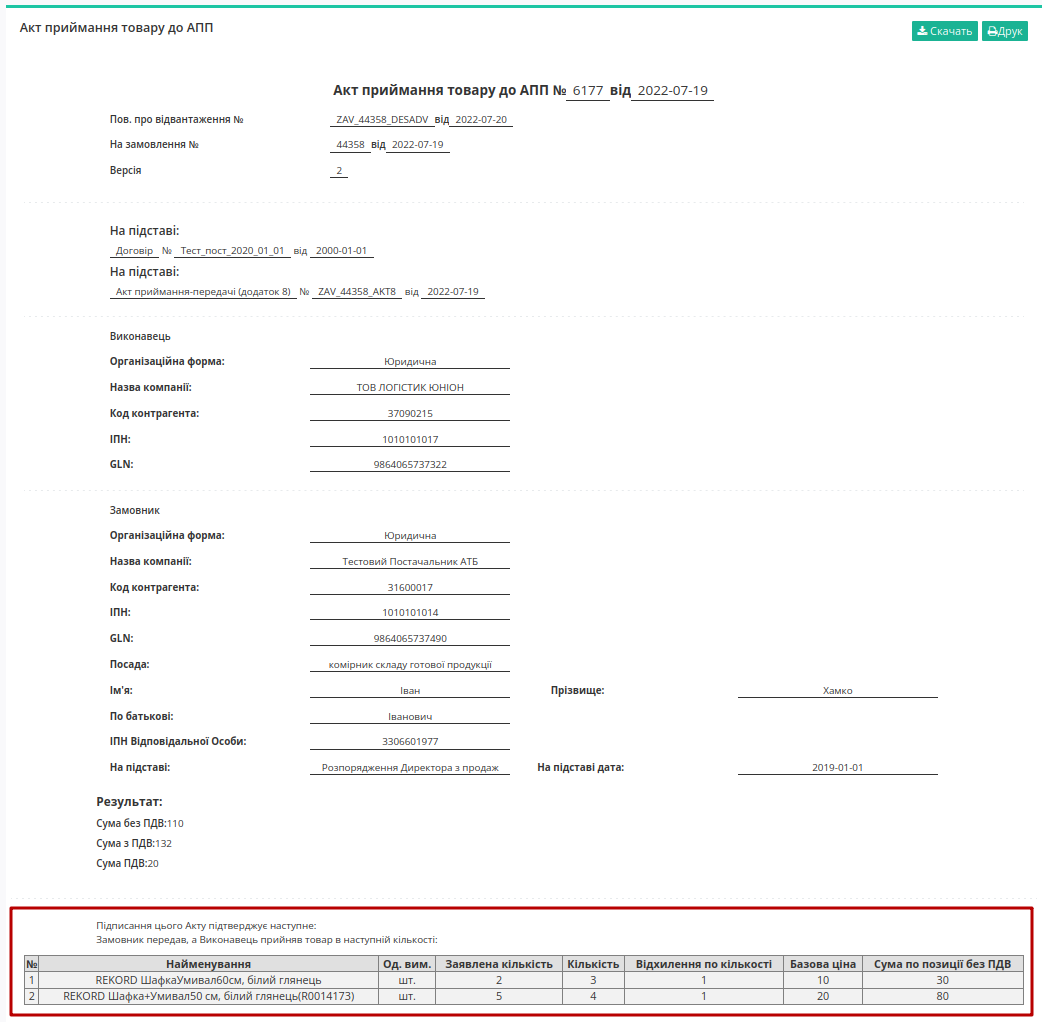 Акт приймання товару до АПП
Скачать Друк
Акт приймання товару до АПП № 6177 від 2022-07-19
Пов. про відвантаження № ZAV_44358_DESADV від 2022-07-20
На замовлення № 44358 від 2022-07-19
Версія 2
На підставі:
Договір № Тест_пост_2020_01_01 від 2000-01-01
На підставі:
Акт приймання-передачі (додаток 8) № ZAV_44358_AKT8 від 2022-07-19
Виконавець
Організаційна форма: Юридична
Назва компанії: ТОВ ЛОГІСТИК ЮНІОН
Код контрагента: 37090215
ІПН: 1010101017
GLN: 9864065737322
Замовник
Організаційна форма: Юридична
Назва компанії: Тестовий Постачальник АТБ
Код контрагента: 31600017
ІПН: 1010101014
GLN: 9864065737490
Посада: комірник складу готової продукції
Ім'я: Іван Прізвище: Хамко
По батькові: Іванович
ІПН Відповідальної Особи: 3306601977
На підставі: Розпорядження Директора з продаж На підставі дата: 2019-01-01
Результат:
Сума без ПДВ:110
Сума з ПДВ:132
Сума ПДВ:20
Підписання цього Акту підтверджує наступне:
Замовник передав, а Виконавець прийняв товар в наступній кількості:
№ Найменування Од. вим. Заявлена кількість Кількість Відхилення по кількості Базова ціна Сума по позиції без ПДВ
1 REKORD ШафкаУмивал60см, білий глянець шт. 2 3 1 10 30
2 REKORD Шафка+Умивал50 см, білий глянець(R0014173) шт. 5 4 1 20 80